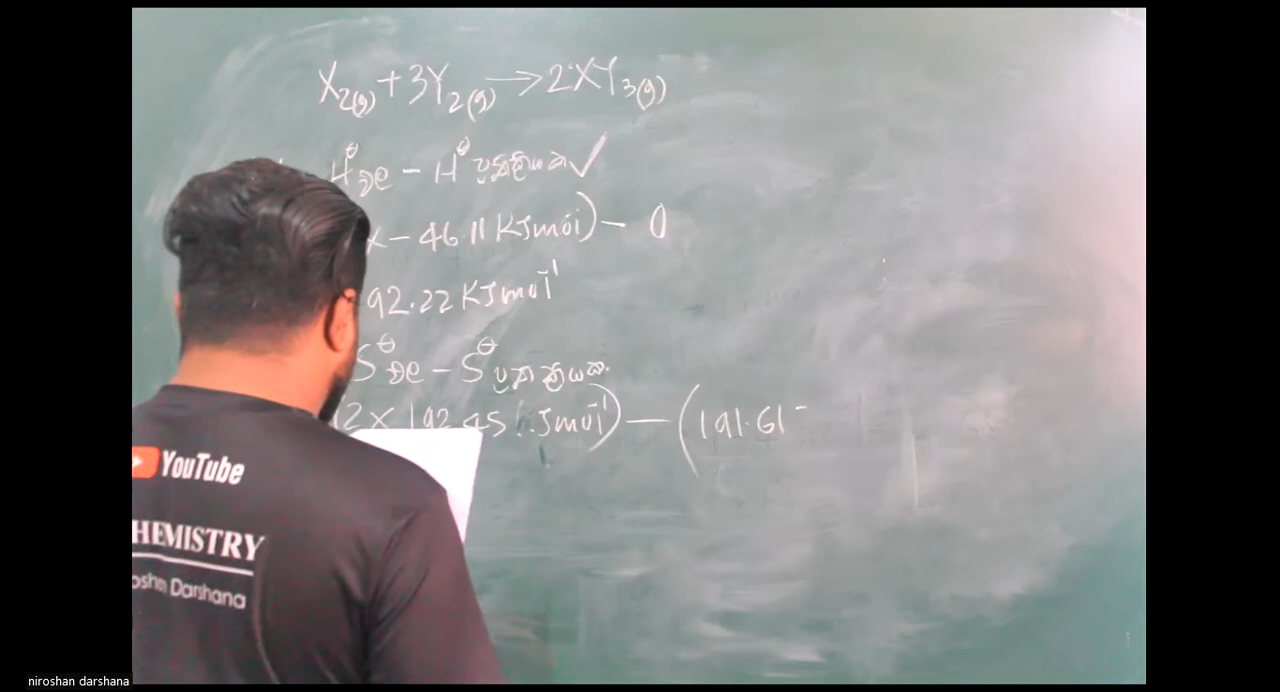 X2(g) + 3Y2(g) → 2XY3(g)
H^θ ඵල − H^θ ප්‍රතික්‍රියක ✓
x − 46.11 KJmol⁻¹) − 0
92.22 KJmol⁻¹
S^θ ඵල − S^θ ප්‍රතික්‍රියක
(2 × 192.45 KJmol⁻¹) — (191.61
YouTube
HEMISTRY
Darshana
niroshan darshana